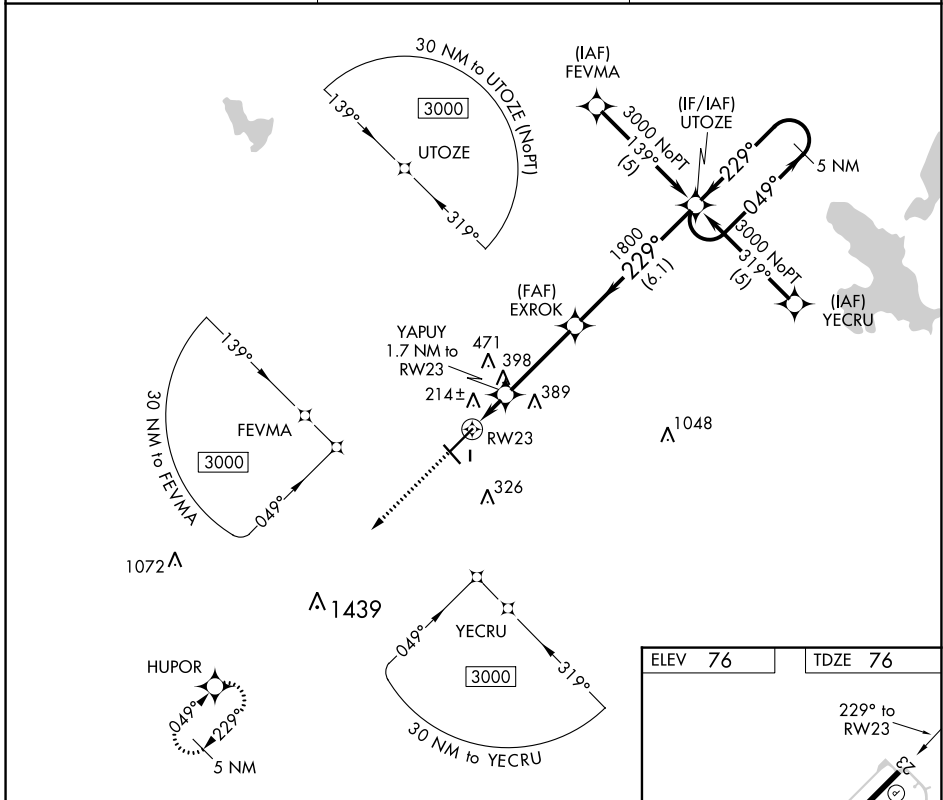 30 NM to UTOZE (NoPT)
3000
139°
UTOZE
319°
(IAF)
FEVMA
3000 NoPT
139°
(5)
(IF/IAF)
UTOZE
229°
049°
5 NM
3000 NoPT
319°
(5)
(IAF)
YECRU
1800
229°
(6.1)
(FAF)
EXROK
YAPUY
1.7 NM to
RW23
471
398
214±
389
RW23
1048
326
139°
FEVMA
3000
30 NM to FEVMA
049°
1072
1439
049°
YECRU
3000
319°
30 NM to YECRU
HUPOR
049°
229°
5 NM
ELEV 76
TDZE 76
229° to
RW23
23
P